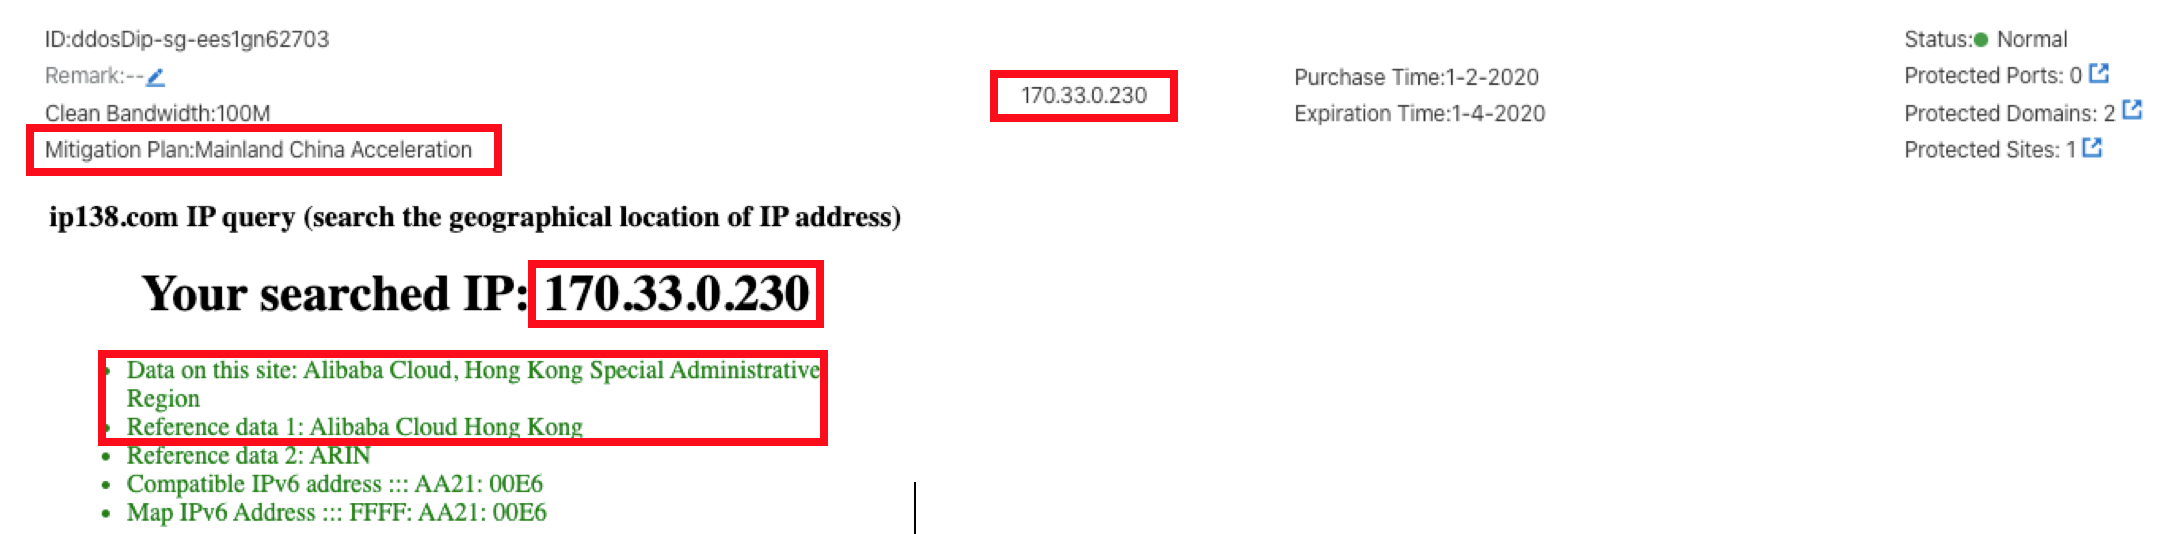 ID:ddosDip-sg-ees1gn62703
Remark:--
Clean Bandwidth:100M
Mitigation Plan:Mainland China Acceleration
170.33.0.230
Purchase Time:1-2-2020
Expiration Time:1-4-2020
Status: Normal
Protected Ports: 0
Protected Domains: 2
Protected Sites: 1
ip138.com IP query (search the geographical location of IP address)
Your searched IP: 170.33.0.230
• Data on this site: Alibaba Cloud, Hong Kong Special Administrative
Region
• Reference data 1: Alibaba Cloud Hong Kong
• Reference data 2: ARIN
• Compatible IPv6 address ::: AA21: 00E6
• Map IPv6 Address ::: FFFF: AA21: 00E6